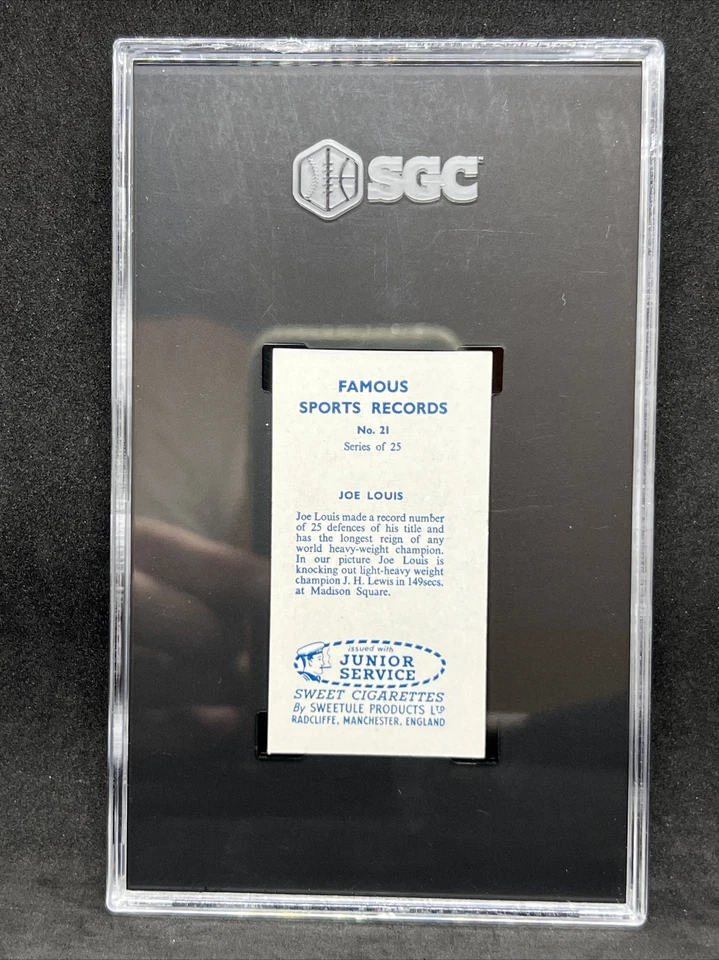 SGC
FAMOUS
SPORTS RECORDS
No. 21
Series of 25
JOE LOUIS
Joe Louis made a record number
of 25 defences of his title and
has the longest reign of any
world heavy-weight champion.
In our picture Joe Louis is
knocking out light-heavy weight
champion J. H. Lewis in 149secs.
at Madison Square.
issued with
JUNIOR
SERVICE
SWEET CIGARETTES
By SWEETULE PRODUCTS LTD
RADCLIFFE, MANCHESTER, ENGLAND